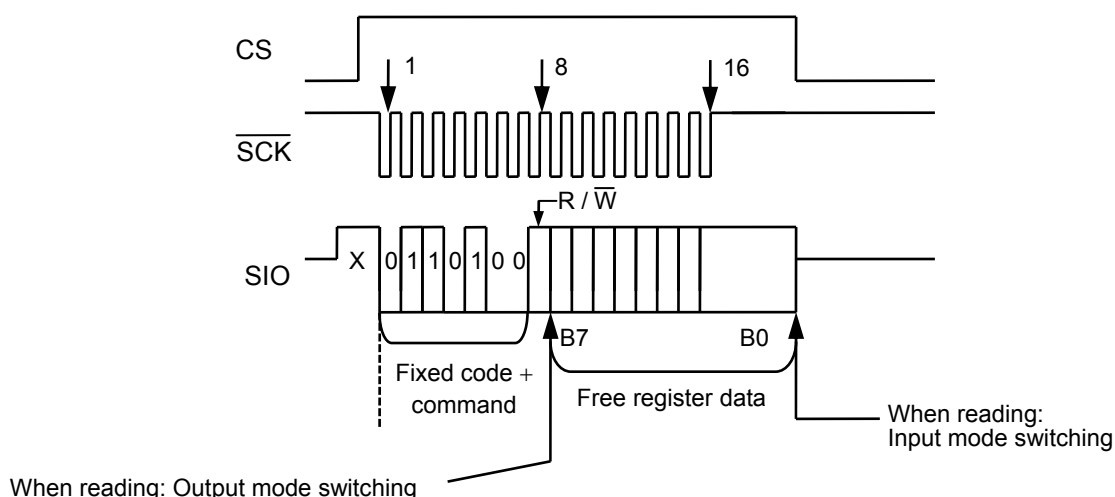 CS
1
8
16
SCK
R / W
SIO
X 0 1 1 0 1 0 0
B7
B0
Fixed code +
command
Free register data
When reading:
Input mode switching
When reading: Output mode switching